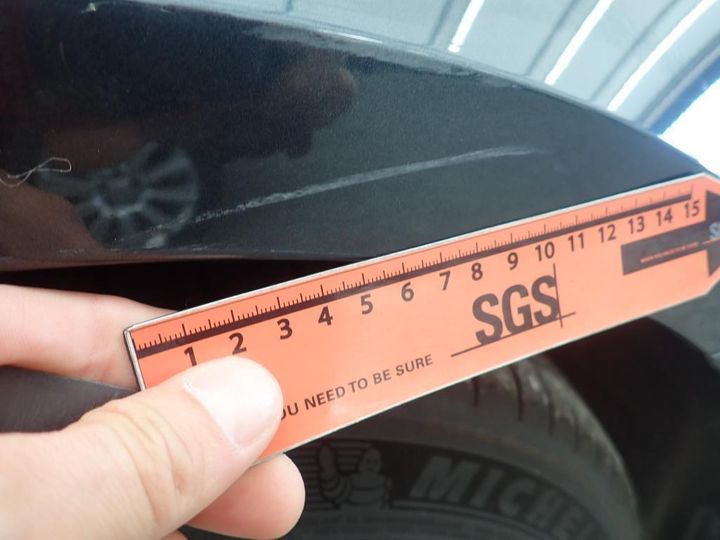 1 2 3 4 5 6 7 8 9 10 11 12 13 14 15
SGS
OU NEED TO BE SURE
MICHE